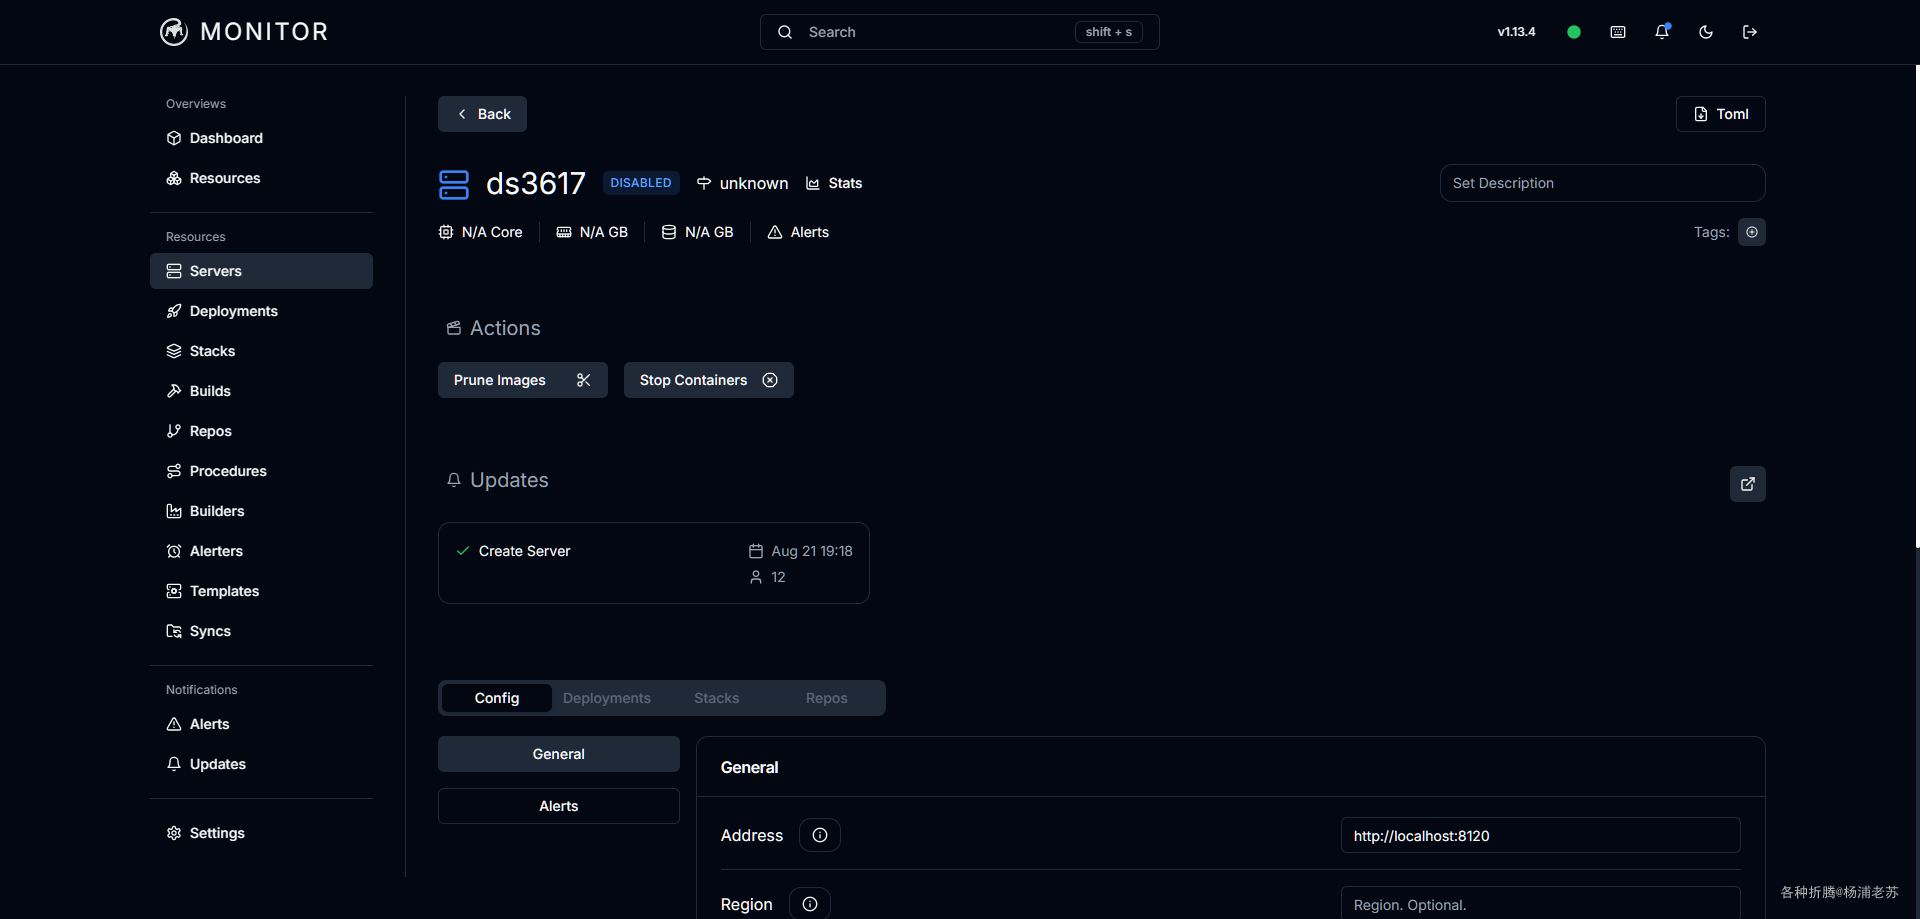 MONITOR
Search
shift + s
v1.13.4
Overviews
Dashboard
Resources
Resources
Servers
Deployments
Stacks
Builds
Repos
Procedures
Builders
Alerters
Templates
Syncs
Notifications
Alerts
Updates
Settings
Back
Toml
ds3617 DISABLED unknown Stats
Set Description
N/A Core N/A GB N/A GB Alerts
Tags:
Actions
Prune Images
Stop Containers
Updates
Create Server
Aug 21 19:18
12
Config Deployments Stacks Repos
General
Alerts
General
Address
http://localhost:8120
Region
Region. Optional.
各种折腾@杨浦老苏